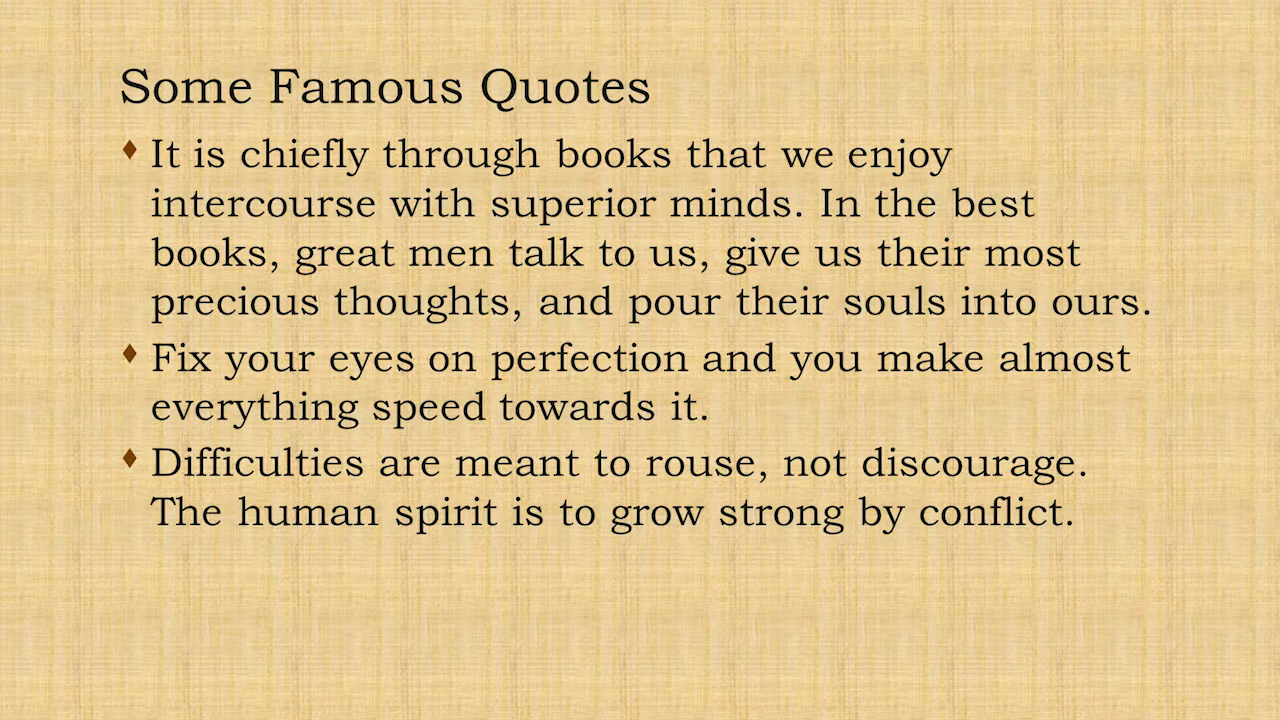 Some Famous Quotes
It is chiefly through books that we enjoy
intercourse with superior minds. In the best
books, great men talk to us, give us their most
precious thoughts, and pour their souls into ours.
Fix your eyes on perfection and you make almost
everything speed towards it.
Difficulties are meant to rouse, not discourage.
The human spirit is to grow strong by conflict.